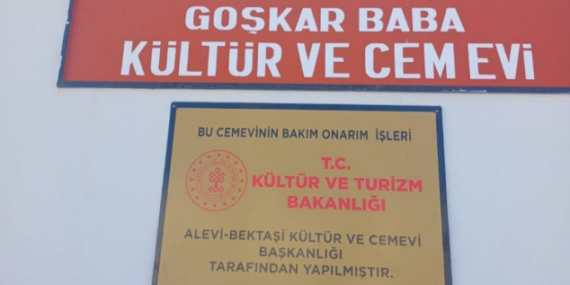 GOŞKAR BABA
KÜLTÜR VE CEM EVİ
BU CEMEVİNİN BAKIM ONARIM İŞLERİ
T.C.
KÜLTÜR VE TURİZM
BAKANLIĞI
ALEVİ-BEKTAŞİ KÜLTÜR VE CEMEVİ
BAŞKANLIĞI
TARAFINDAN YAPILMIŞTIR.